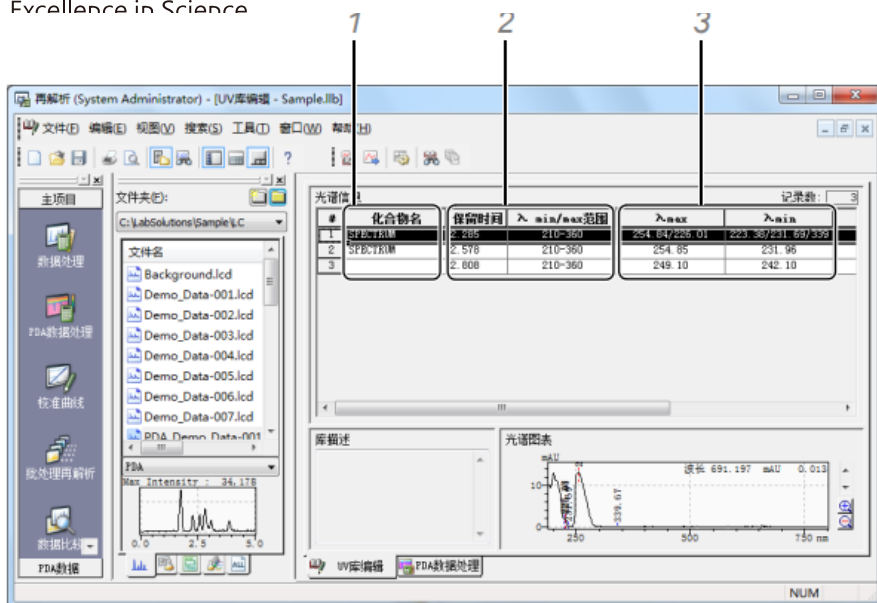 Excellence in Science
1 2 3
再解析 (System Administrator) - [UV库编辑 - Sample.llb]
文件(F) 编辑(E) 视图(V) 搜索(S) 工具(T) 窗口(W) 帮助(H)
主项目
数据处理
PDA数据处理
校准曲线
批处理再解析
数据比较
PDA数据
文件夹(F):
C:\LabSolutions\Sample\LC
文件名
Background.lcd
Demo_Data-001.lcd
Demo_Data-002.lcd
Demo_Data-003.lcd
Demo_Data-004.lcd
Demo_Data-005.lcd
Demo_Data-006.lcd
Demo_Data-007.lcd
PDA_Demo_Data-001
PDA
Max Intensity : 34,178
0.0 2.5 5.0
ALL
光谱信息 记录数: 3
# 化合物名 保留时间 λ min/max范围 λmax λmin
1 SPECTRUM 2.285 210-360 254.84/226.01 223.38/231.69/339
2 SPECTRUM 2.578 210-360 254.85 231.96
3 2.808 210-360 249.10 242.10
库描述
光谱图表
mAU
波长 691.197 mAU 0.013
10
0
339.67
250 500 750 nm
UV库编辑 PDA数据处理
NUM